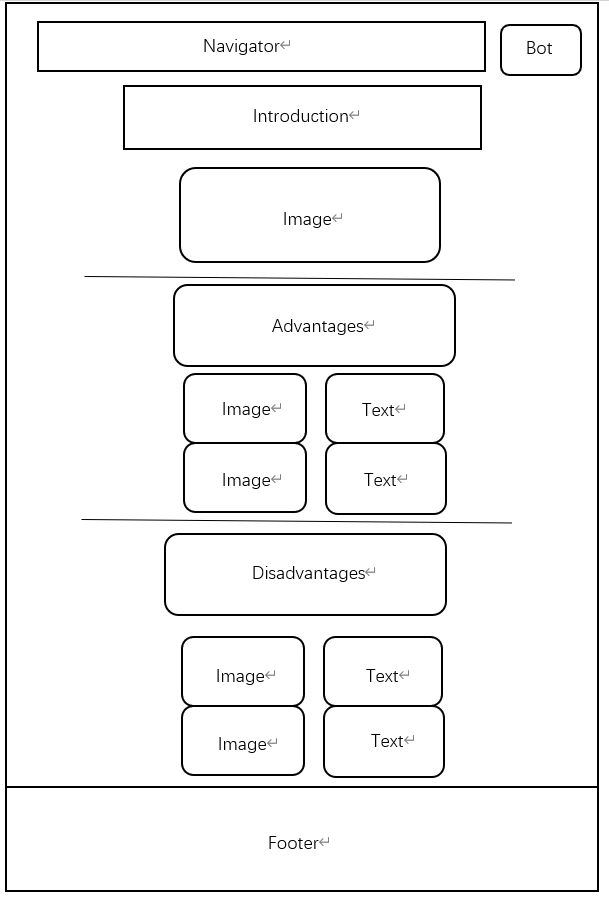 Navigator
Bot
Introduction
Image
Advantages
Image Text
Image Text
Disadvantages
Image Text
Image Text
Footer